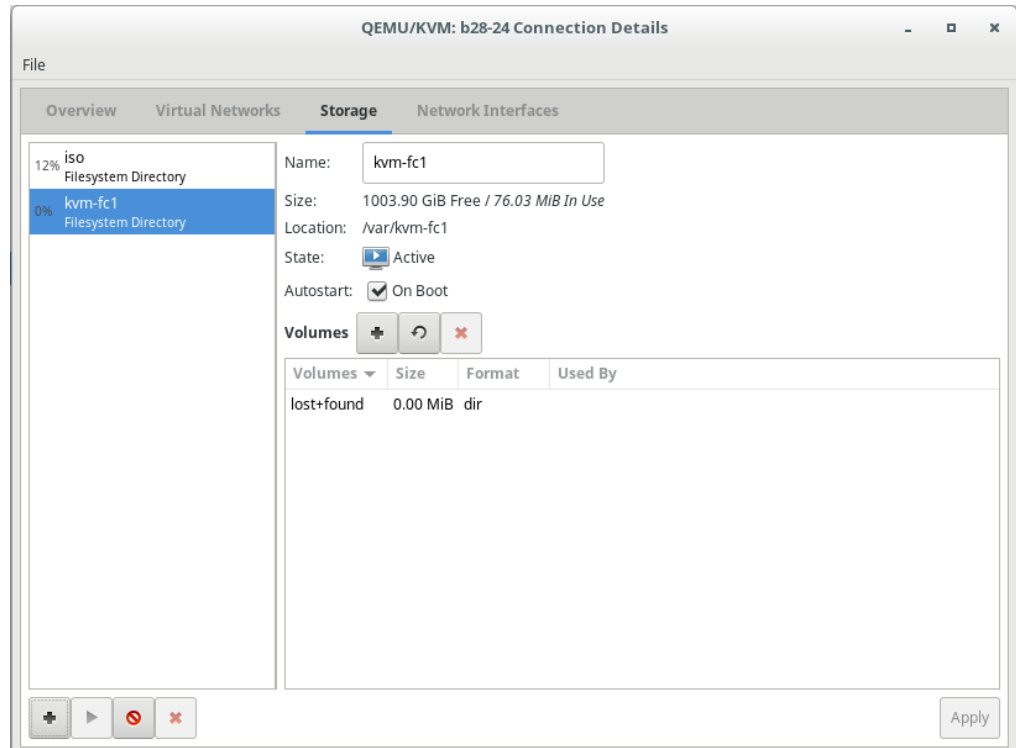 QEMU/KVM: b28-24 Connection Details
File
Overview Virtual Networks Storage Network Interfaces
12% iso
Filesystem Directory
0% kvm-fc1
Filesystem Directory
Name: kvm-fc1
Size: 1003.90 GiB Free / 76.03 MiB In Use
Location: /var/kvm-fc1
State: Active
Autostart: On Boot
Volumes
Volumes Size Format Used By
lost+found 0.00 MiB dir
Apply